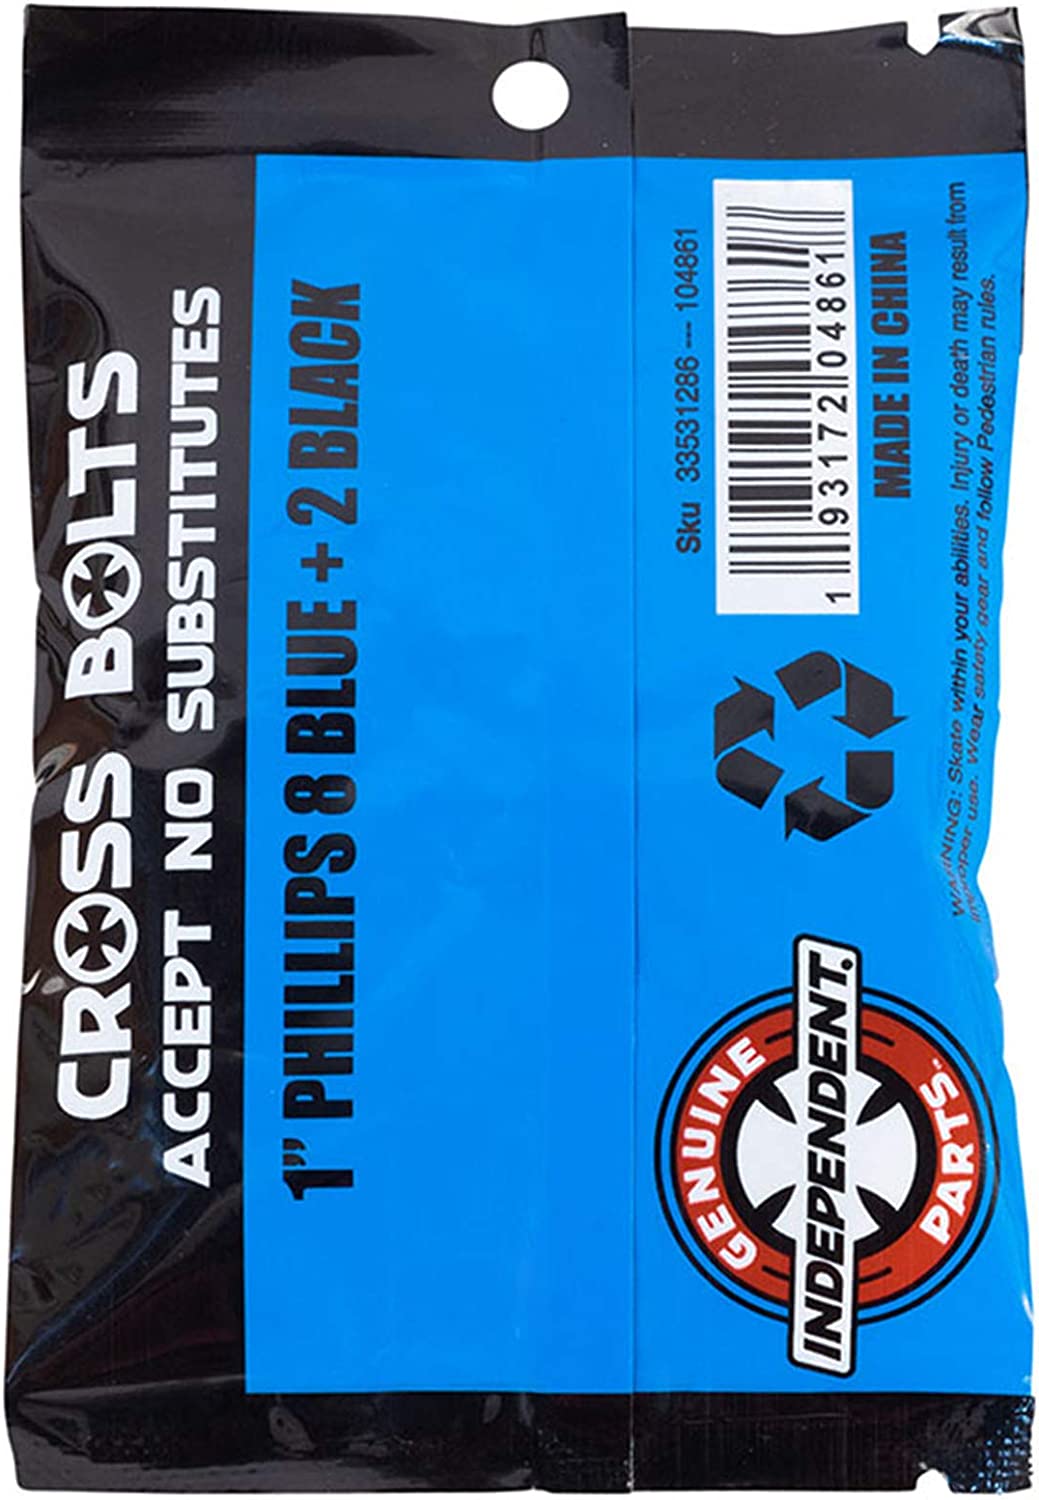 CROSS BOLTS
ACCEPT NO SUBSTITUTES
1" PHILLIPS 8 BLUE + 2 BLACK
Sku 33531286 --- 104861
1 93172 04861 1
MADE IN CHINA
WARNING: Skate within your abilities. Injury or death may result from
improper use. Wear safety gear and follow Pedestrian rules.
GENUINE
INDEPENDENT.
PARTS™